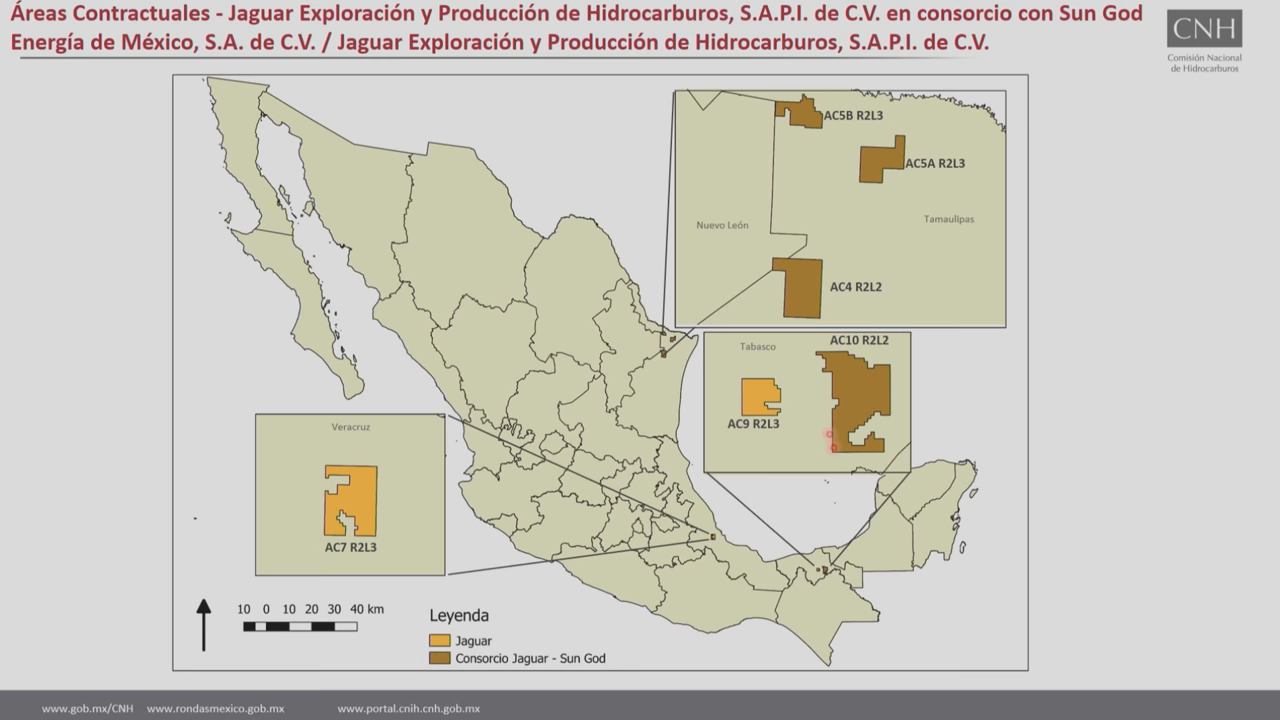 Áreas Contractuales - Jaguar Exploración y Producción de Hidrocarburos, S.A.P.I. de C.V. en consorcio con Sun God
Energía de México, S.A. de C.V. / Jaguar Exploración y Producción de Hidrocarburos, S.A.P.I. de C.V.
CNH
Comisión Nacional
de Hidrocarburos
AC5B R2L3
AC5A R2L3
Nuevo León
Tamaulipas
AC4 R2L2
Tabasco
AC10 R2L2
AC9 R2L3
Veracruz
AC7 R2L3
10 0 10 20 30 40 km
Leyenda
Jaguar
Consorcio Jaguar - Sun God
www.gob.mx/CNH www.rondasmexico.gob.mx www.portal.cnih.cnh.gob.mx